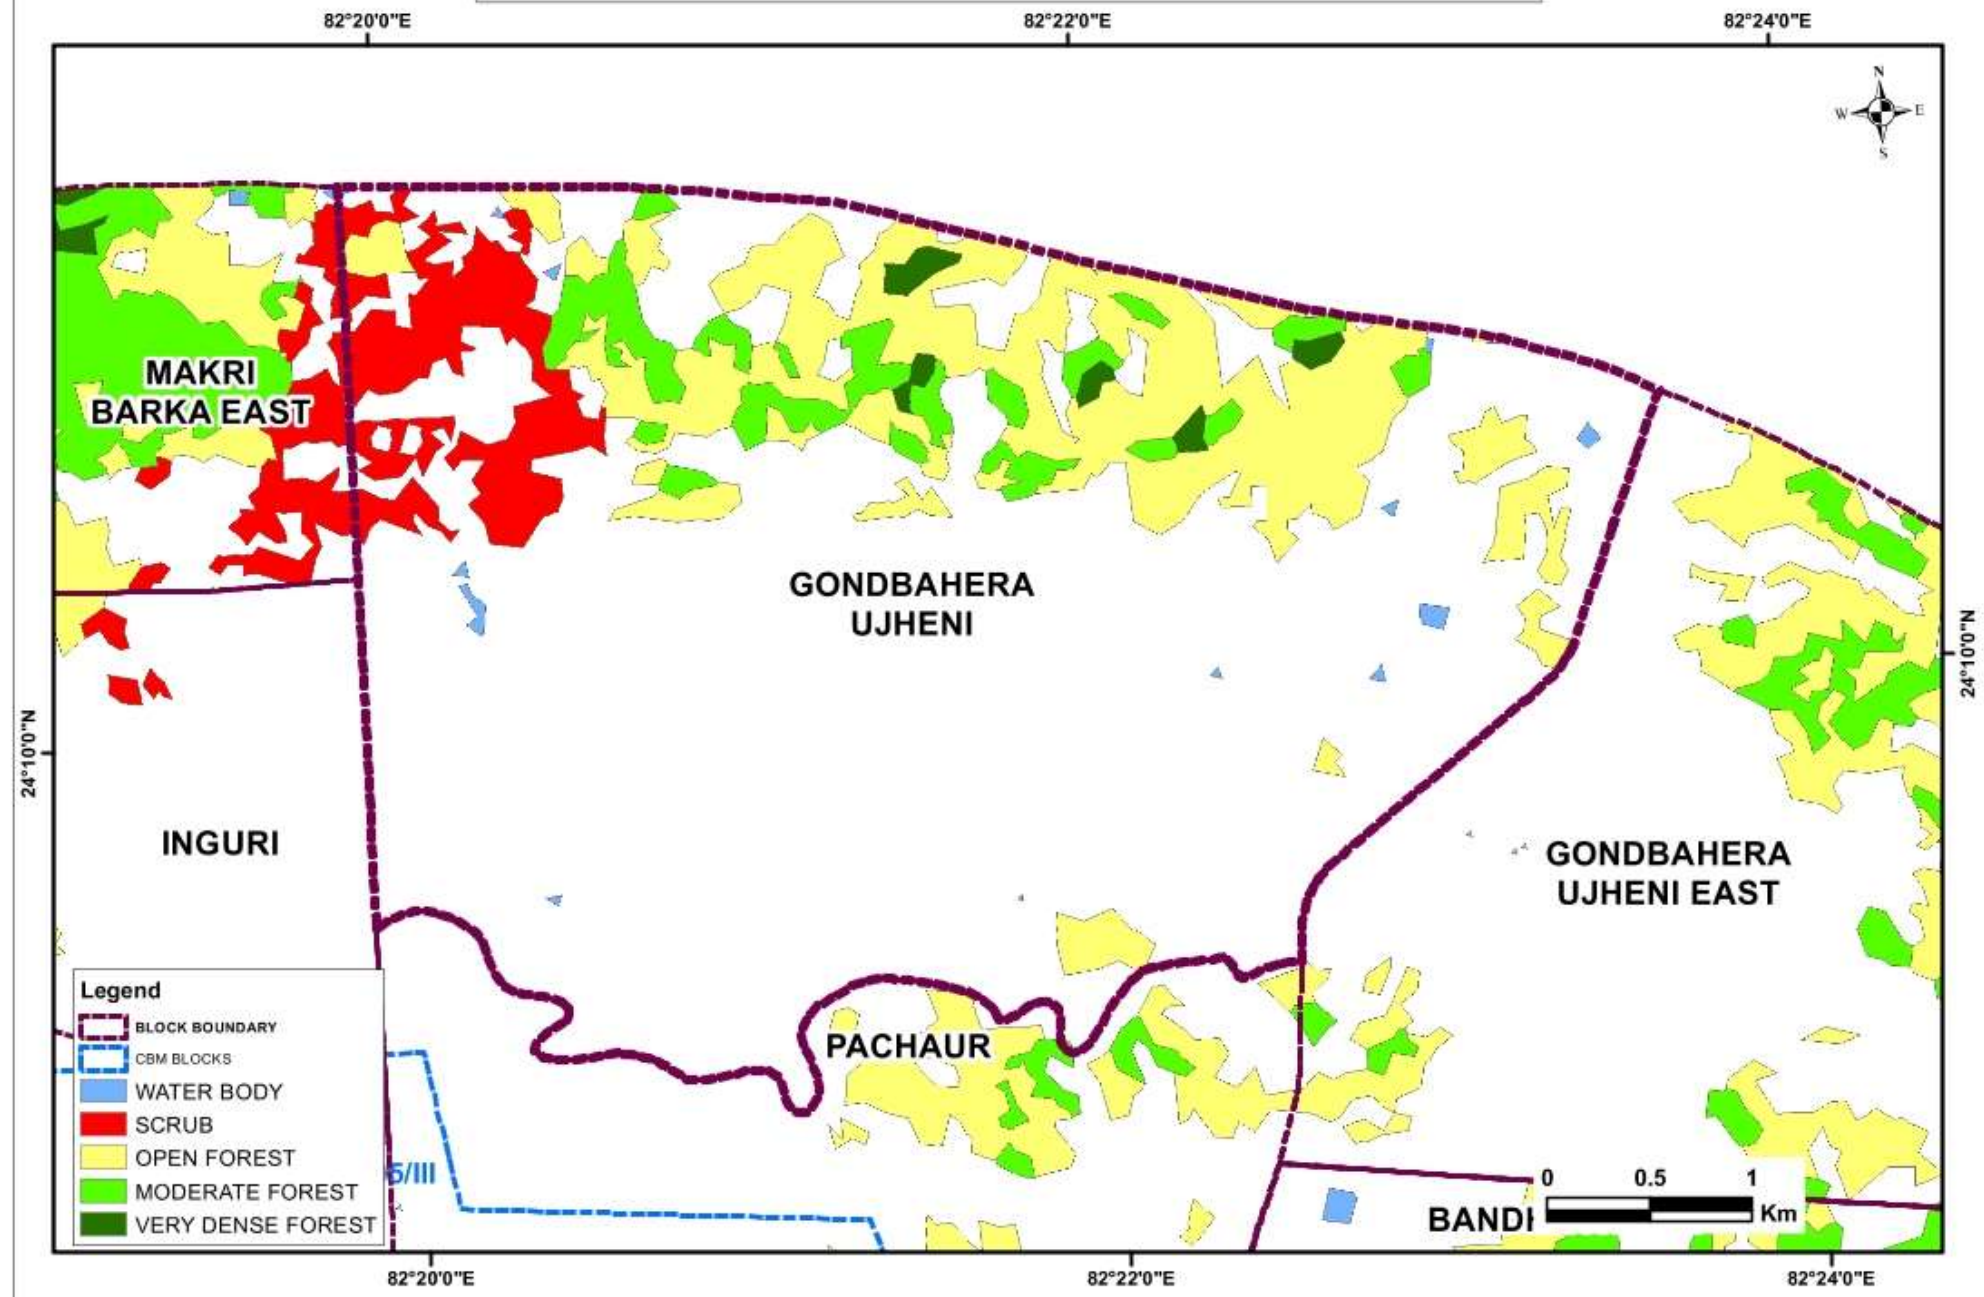 82°20'0"E
82°22'0"E
82°24'0"E
N
W E
S
MAKRI
BARKA EAST
GONDBAHERA
UJHENI
24°10'0"N
24°10'0"N
INGURI
GONDBAHERA
UJHENI EAST
PACHAUR
Legend
BLOCK BOUNDARY
CBM BLOCKS
WATER BODY
SCRUB
OPEN FOREST
MODERATE FOREST
VERY DENSE FOREST
5/III
0 0.5 1
Km
82°20'0"E
82°22'0"E
82°24'0"E